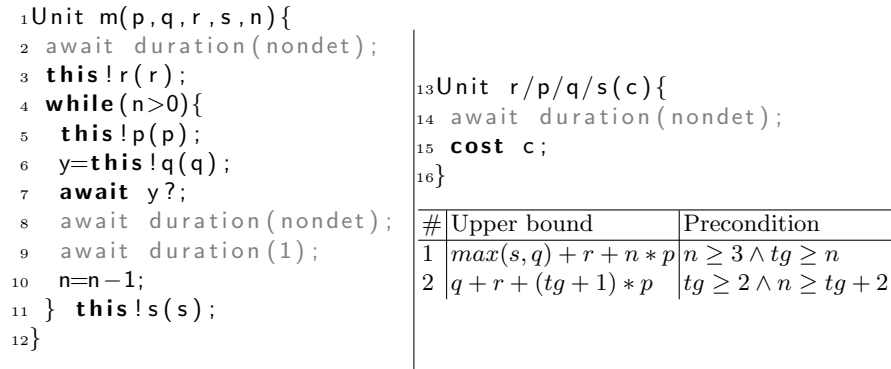 1Unit m(p,q,r,s,n){
2 await duration(nondet);
3 this!r(r);
4 while(n>0){
5 this!p(p);
6 y=this!q(q);
7 await y?;
8 await duration(nondet);
9 await duration(1);
10 n=n−1;
11 } this!s(s);
12}
13Unit r/p/q/s(c){
14 await duration(nondet);
15 cost c;
16}
# Upper bound Precondition
1 max(s, q) + r + n ∗ p n ≥ 3 ∧ tg ≥ n
2 q + r + (tg + 1) ∗ p tg ≥ 2 ∧ n ≥ tg + 2